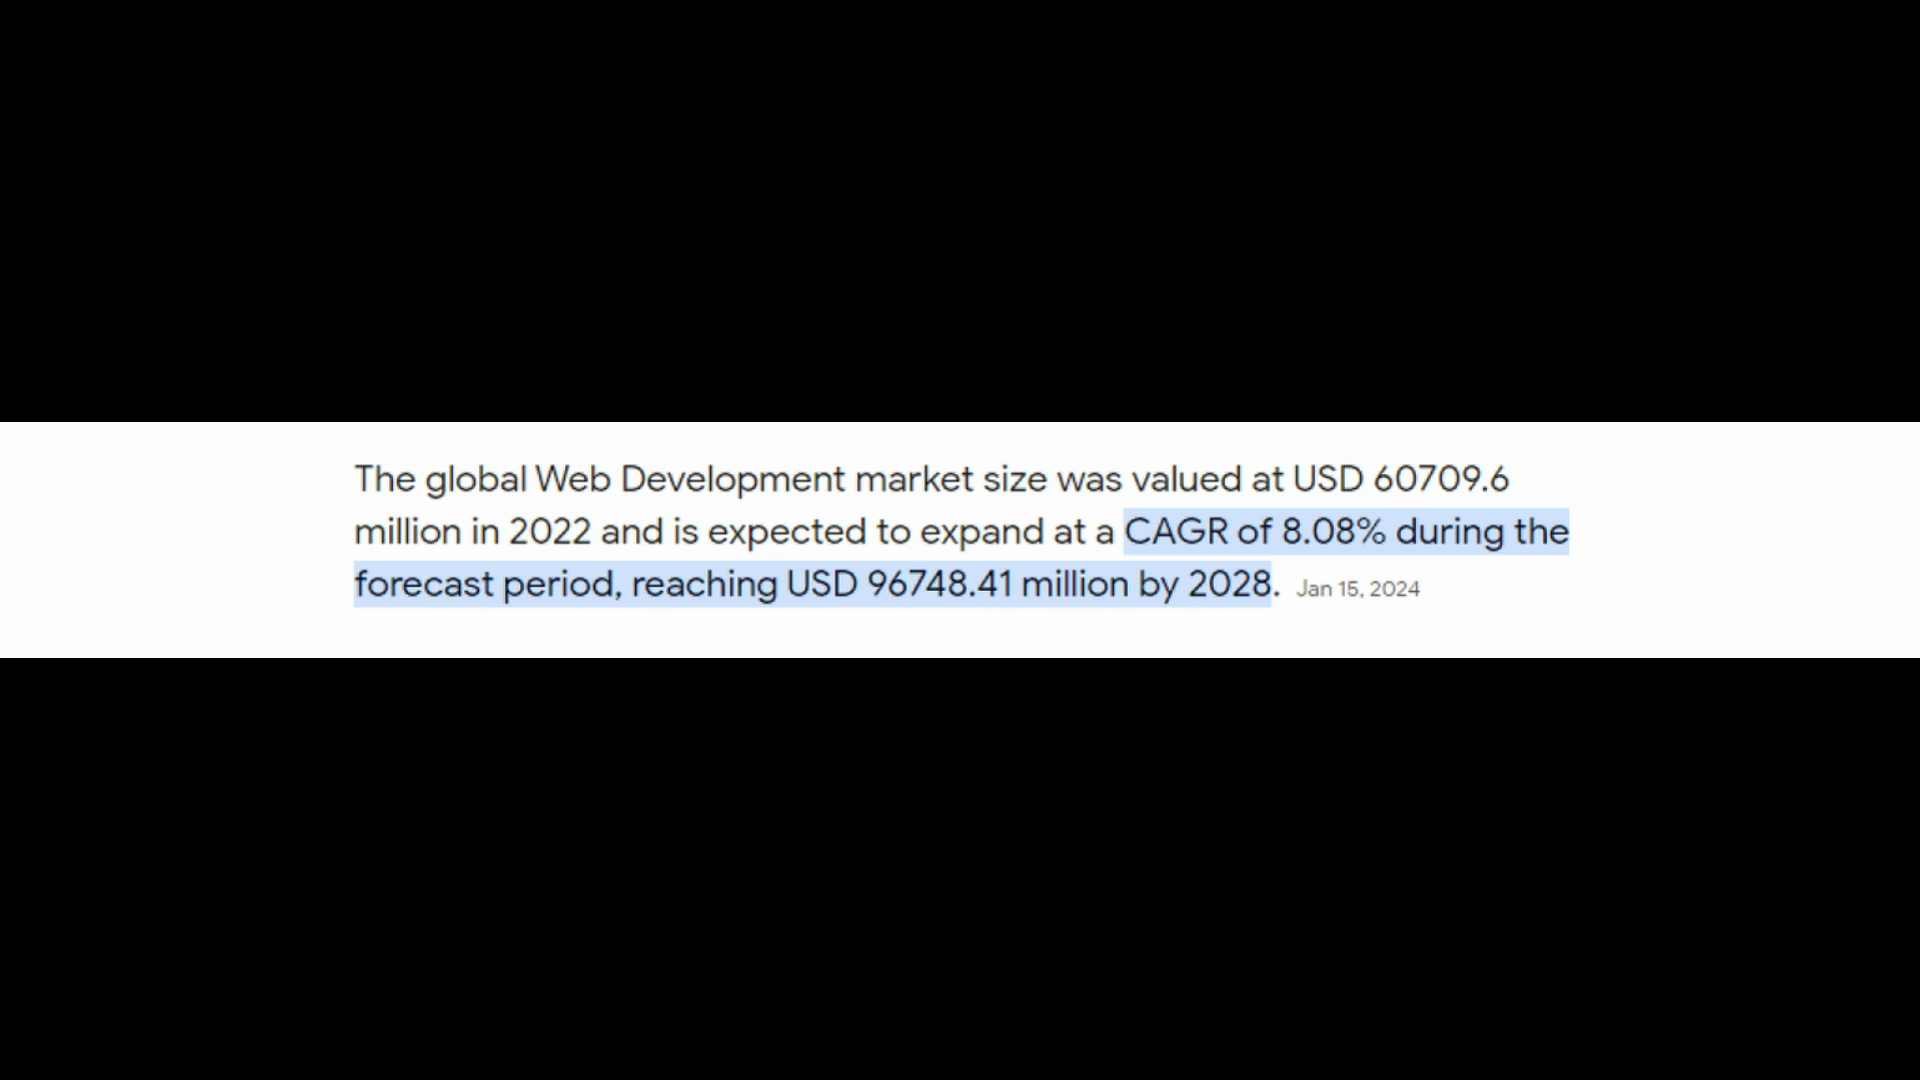 The global Web Development market size was valued at USD 60709.6
million in 2022 and is expected to expand at a CAGR of 8.08% during the
forecast period, reaching USD 96748.41 million by 2028. Jan 15, 2024